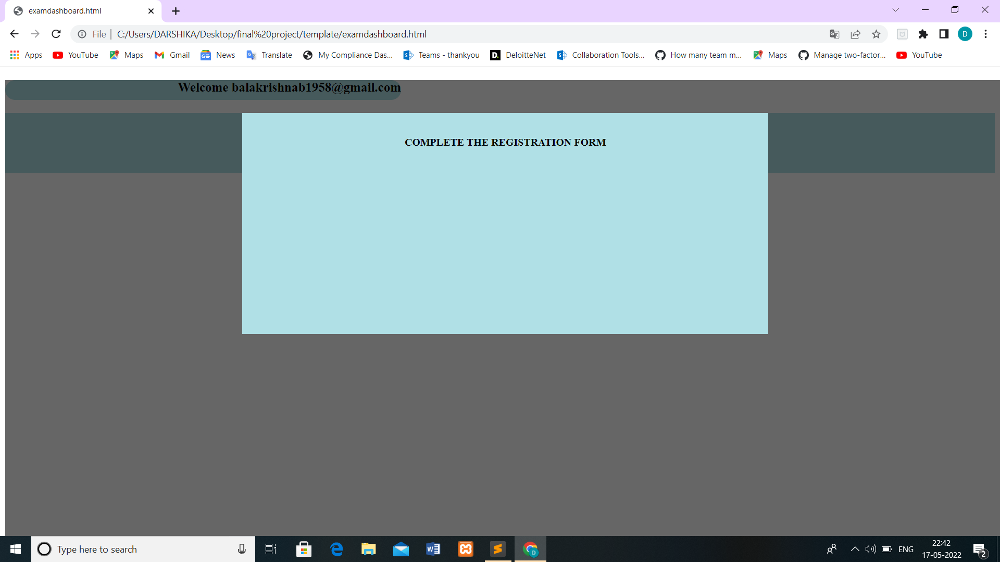 examdashboard.html
File | C:/Users/DARSHIKA/Desktop/final%20project/template/examdashboard.html
D
Apps YouTube Maps Gmail News Translate My Compliance Das... Teams - thankyou D. DeloitteNet Collaboration Tools... How many team m... Maps Manage two-factor... YouTube
Welcome balakrishnab1958@gmail.com
COMPLETE THE REGISTRATION FORM
Type here to search
ENG
22:42
17-05-2022
2